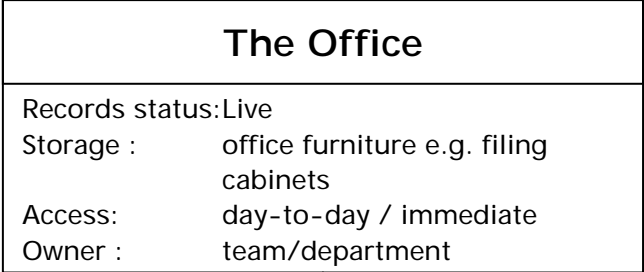 The Office
Records status:Live
Storage : office furniture e.g. filing
cabinets
Access: day-to-day / immediate
Owner : team/department